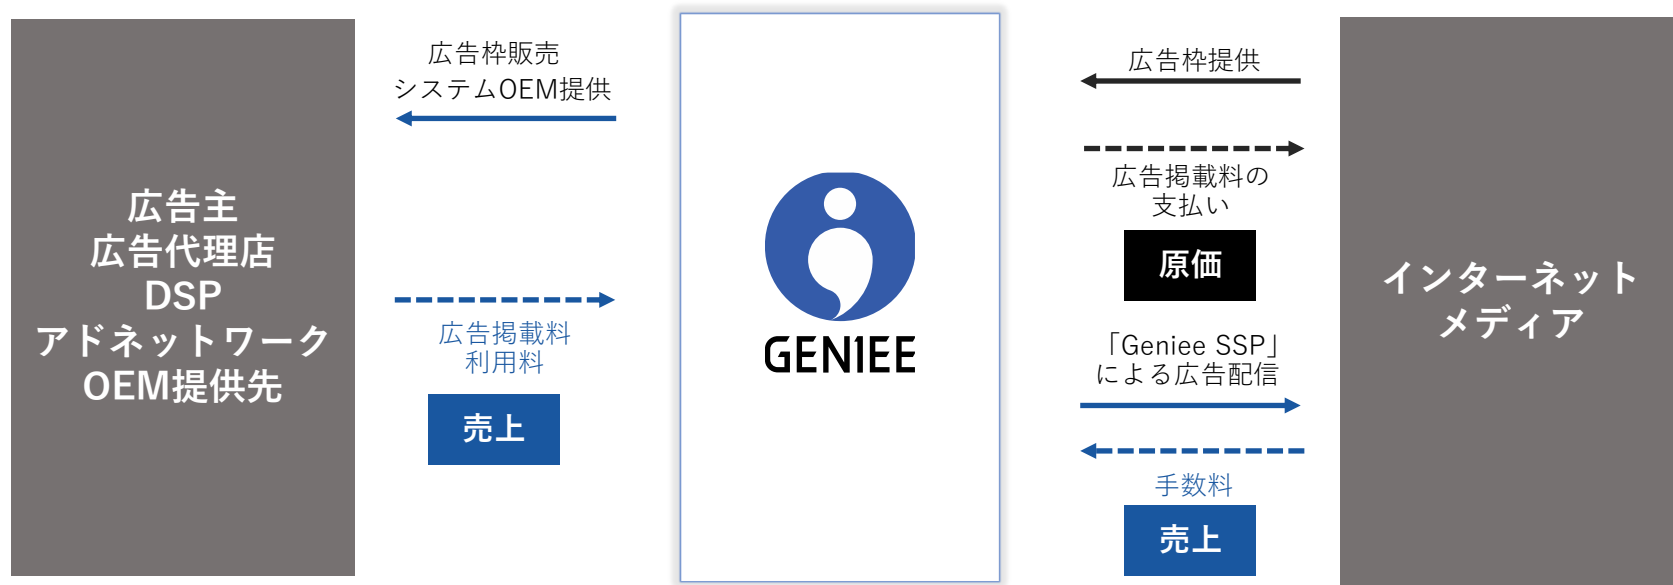 広告主
広告代理店
DSP
アドネットワーク
OEM提供先
広告枠販売
システムOEM提供
広告掲載料
利用料
売上
GENIEE
広告枠提供
広告掲載料の
支払い
原価
「Geniee SSP」
による広告配信
手数料
売上
インターネット
メディア